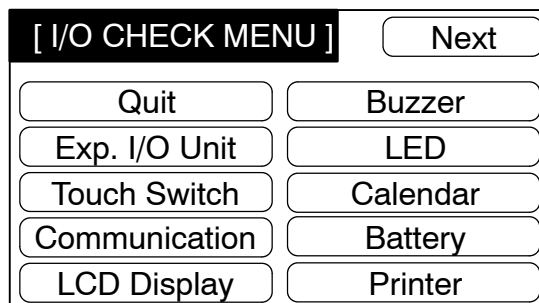 [ I/O CHECK MENU ] Next
Quit Buzzer
Exp. I/O Unit LED
Touch Switch Calendar
Communication Battery
LCD Display Printer